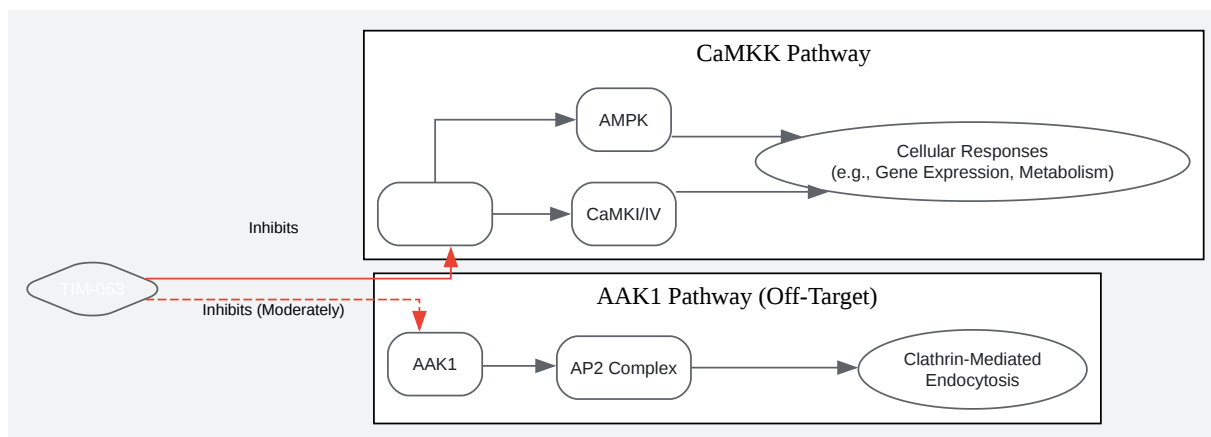 CaMKK Pathway
AMPK
Cellular Responses
(e.g., Gene Expression, Metabolism)
CaMKI/IV
Inhibits
TIM-063
Inhibits (Moderately)
AAK1 Pathway (Off-Target)
AAK1
AP2 Complex
Clathrin-Mediated
Endocytosis